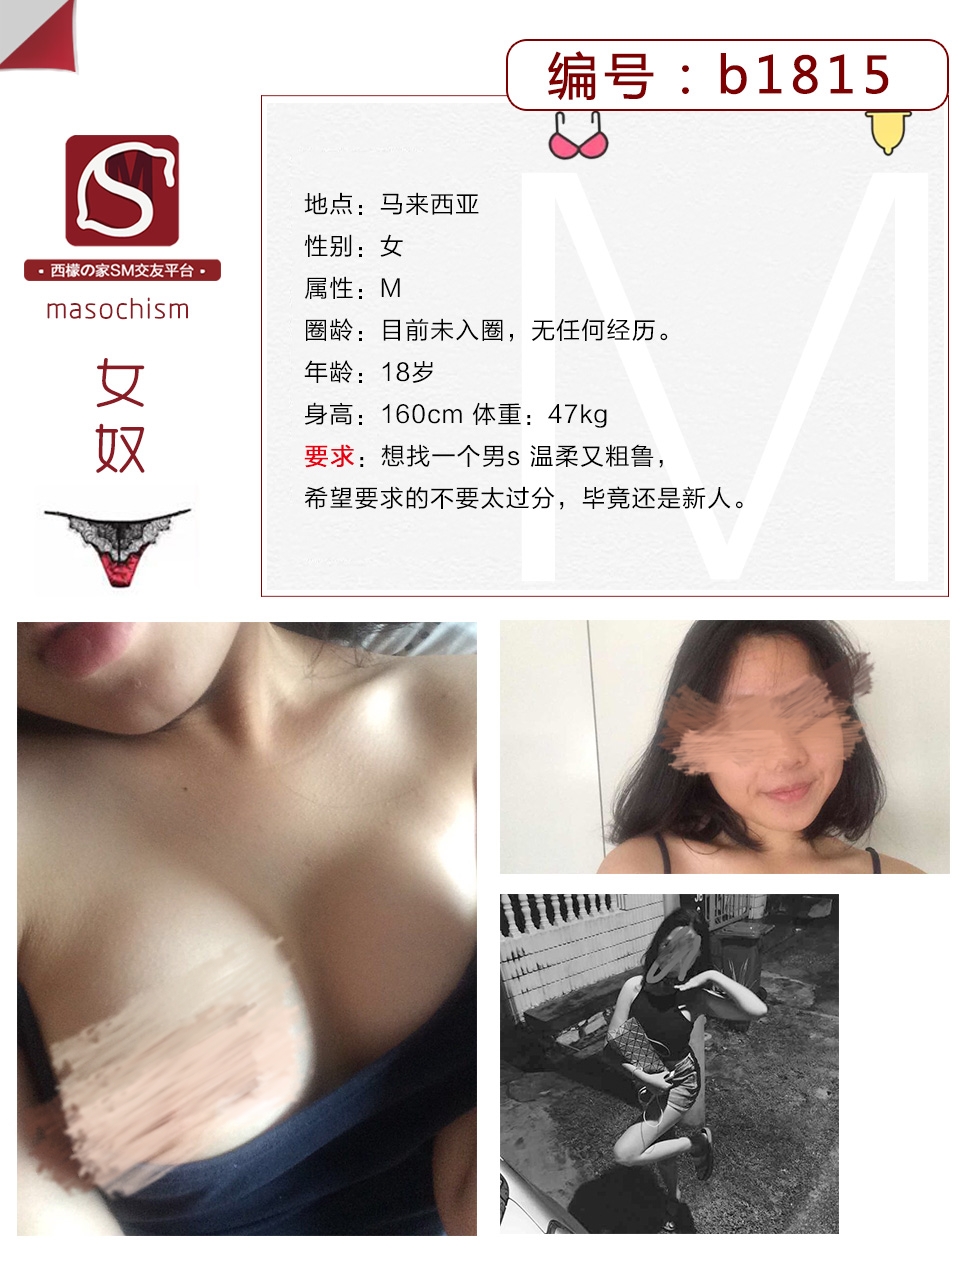 编号：b1815
SM
·西檬の家SM交友平台·
masochism
女
奴
地点：马来西亚
性别：女
属性：M
圈龄：目前未入圈，无任何经历。
年龄：18岁
身高：160cm 体重：47kg
要求：想找一个男s 温柔又粗鲁，
希望要求的不要太过分，毕竟还是新人。
M